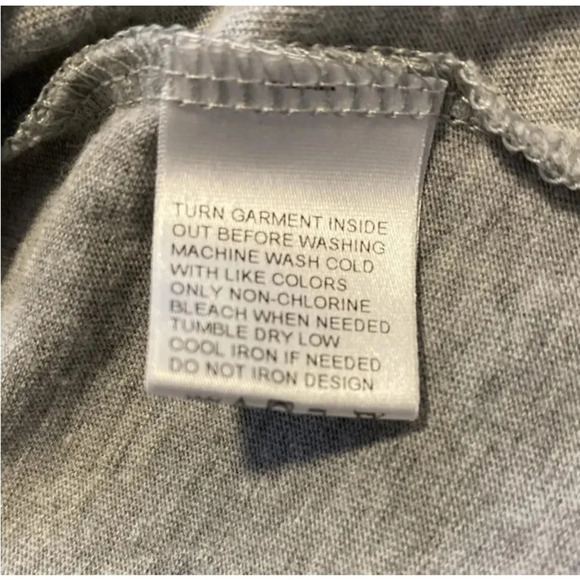 TURN GARMENT INSIDE
OUT BEFORE WASHING
MACHINE WASH COLD
WITH LIKE COLORS
ONLY NON-CHLORINE
BLEACH WHEN NEEDED
TUMBLE DRY LOW
COOL IRON IF NEEDED
DO NOT IRON DESIGN